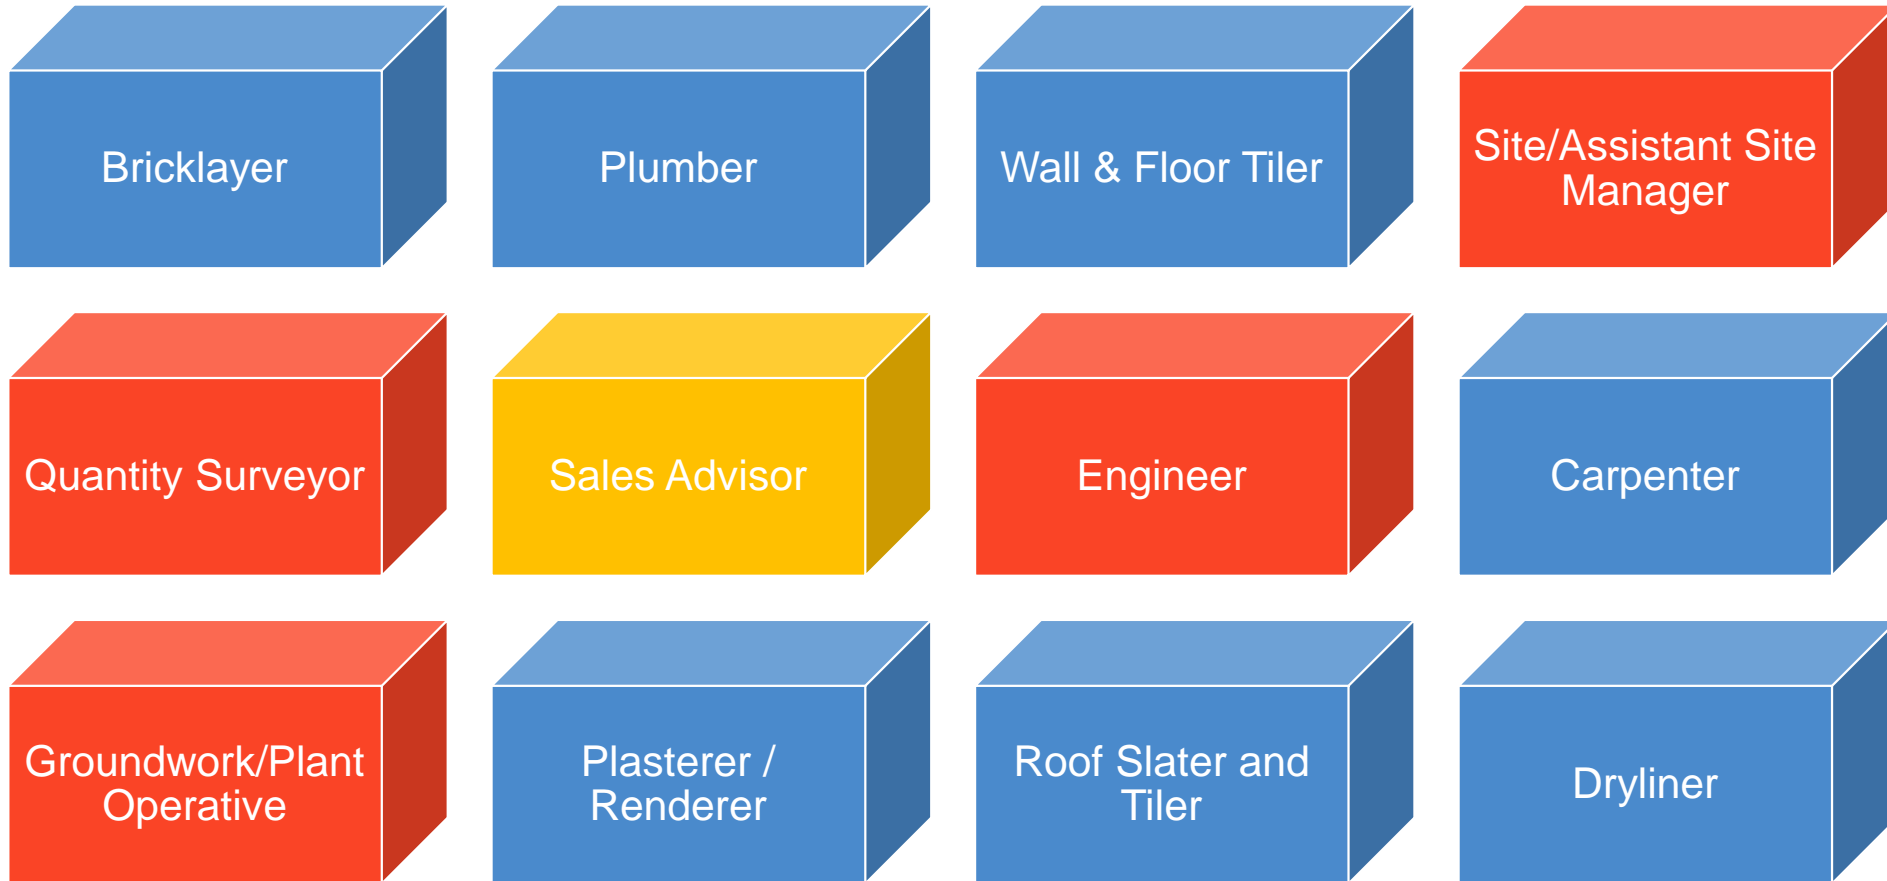 Bricklayer
Plumber
Wall & Floor Tiler
Site/Assistant Site
Manager
Quantity Surveyor
Sales Advisor
Engineer
Carpenter
Groundwork/Plant
Operative
Plasterer /
Renderer
Roof Slater and
Tiler
Dryliner